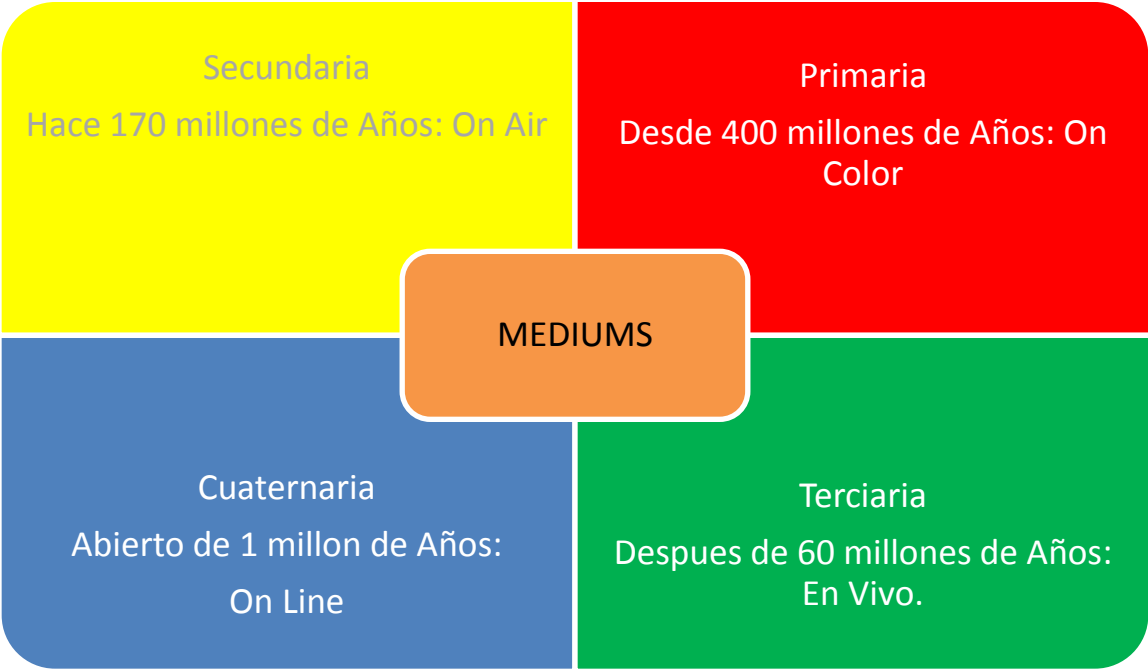 Secundaria
Hace 170 millones de Años: On Air
Primaria
Desde 400 millones de Años: On
Color
MEDIUMS
Cuaternaria
Abierto de 1 millon de Años:
On Line
Terciaria
Despues de 60 millones de Años:
En Vivo.